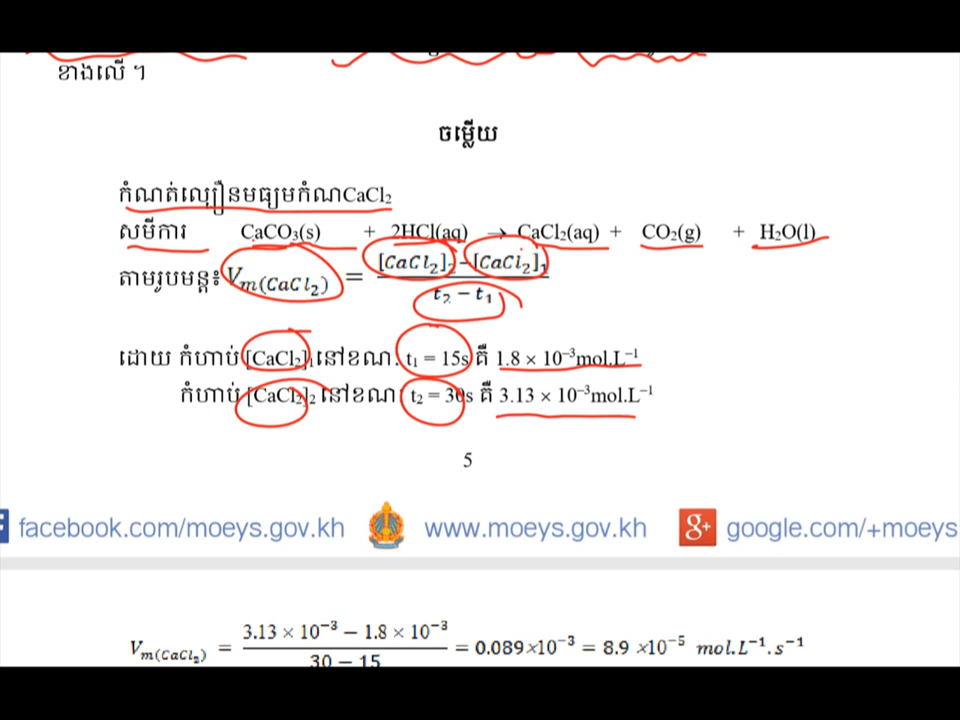 ខាងលើ ។
ចម្លើយ
កំណត់ល្បឿនមធ្យមកំណCaCl₂
សមីការ CaCO₃(s) + 2HCl(aq) → CaCl₂(aq) + CO₂(g) + H₂O(l)
តាមរូបមន្ត៖ V_m(CaCl₂) = ([CaCl₂]₂ − [CaCl₂]₁) / (t₂ − t₁)
ដោយ កំហាប់ [CaCl₂]₁ នៅខណៈ t₁ = 15s គឺ 1.8 × 10⁻³mol.L⁻¹
កំហាប់ [CaCl₂]₂ នៅខណៈ t₂ = 30s គឺ 3.13 × 10⁻³mol.L⁻¹
5
facebook.com/moeys.gov.kh www.moeys.gov.kh g+ google.com/+moeys
V_m(CaCl₂) = (3.13 × 10⁻³ − 1.8 × 10⁻³) / (30 − 15) = 0.089×10⁻³ = 8.9 ×10⁻⁵ mol.L⁻¹.s⁻¹